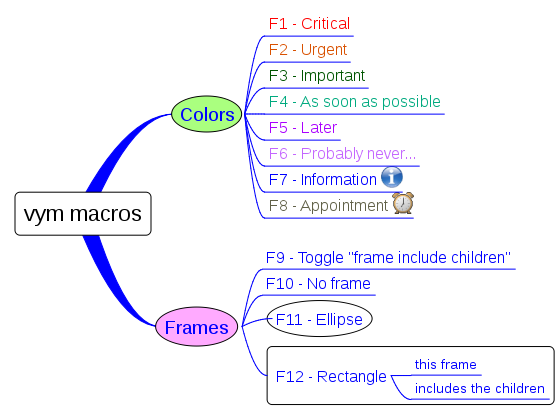 vym macros
Colors
F1 - Critical
F2 - Urgent
F3 - Important
F4 - As soon as possible
F5 - Later
F6 - Probably never...
F7 - Information
F8 - Appointment
Frames
F9 - Toggle "frame include children"
F10 - No frame
F11 - Ellipse
F12 - Rectangle
this frame
includes the children